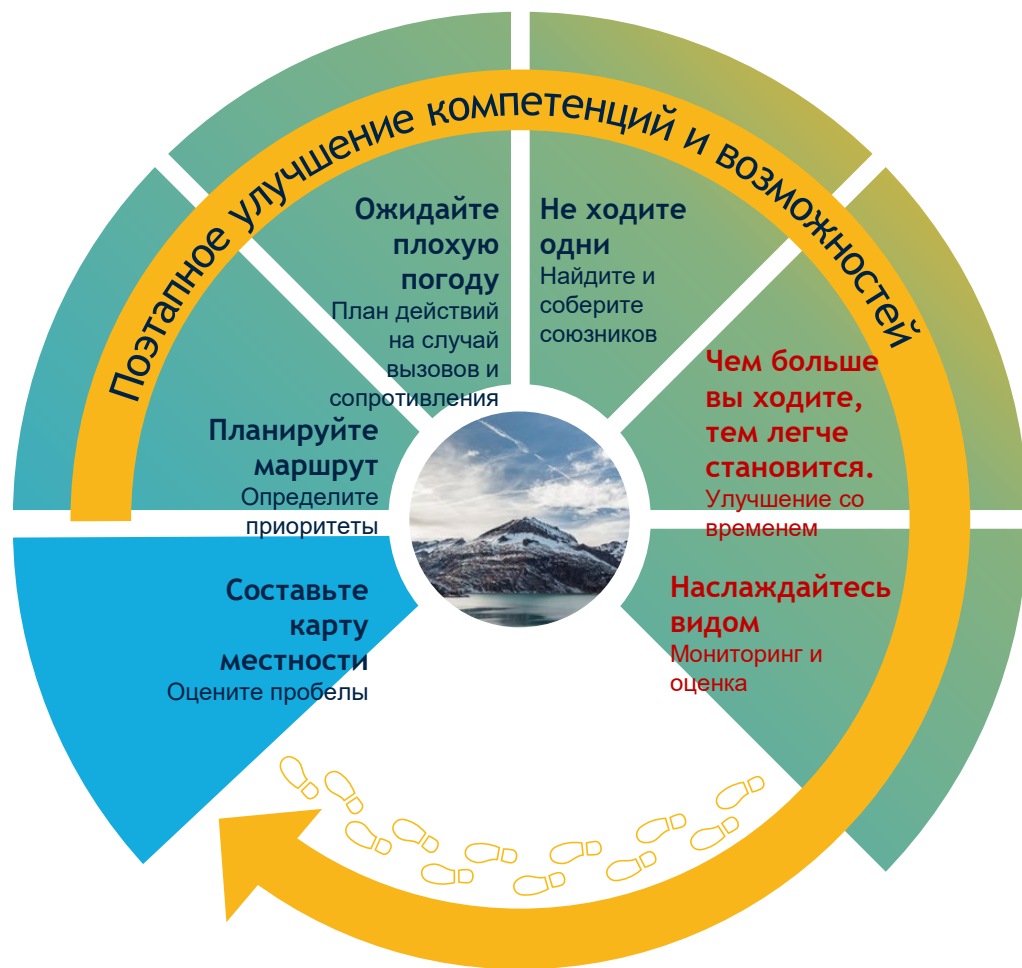 Поэтапное улучшение компетенций и возможностей
Ожидайте
плохую
погоду
План действий
на случай
вызовов и
сопротивления
Не ходите
одни
Найдите и
соберите
союзников
Чем больше
вы ходите,
тем легче
становится.
Улучшение со
временем
Планируйте
маршрут
Определите
приоритеты
Составьте
карту
местности
Оцените пробелы
Наслаждайтесь
видом
Мониторинг и
оценка